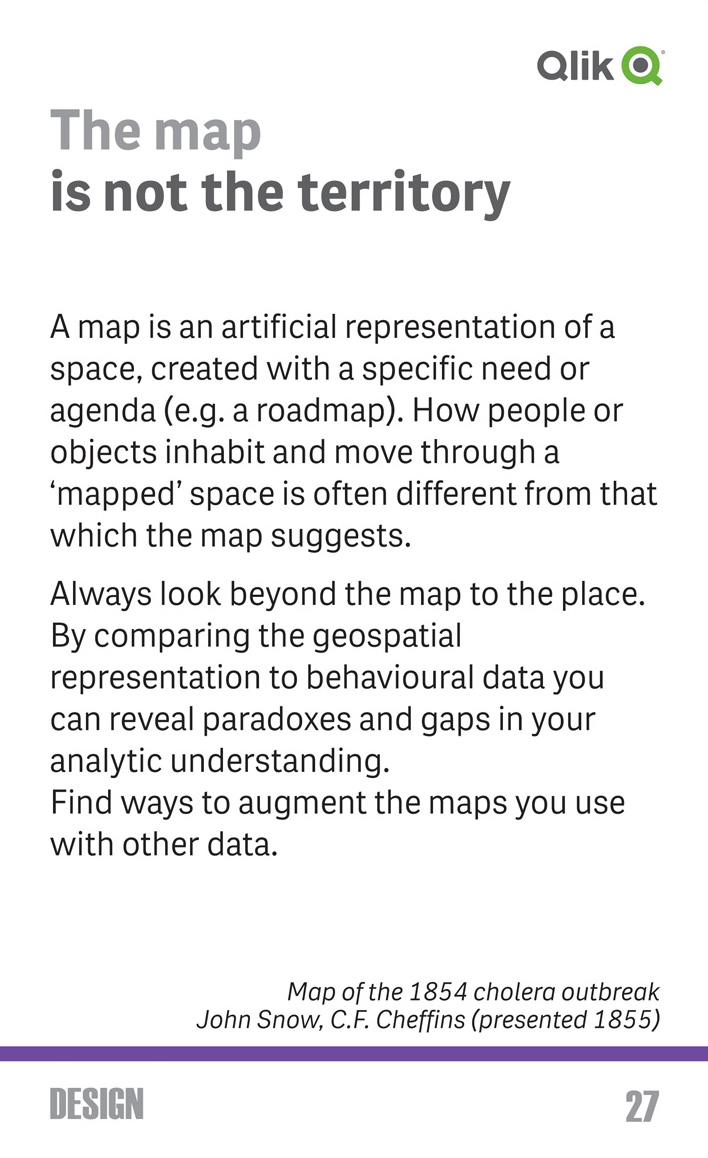 Qlik
The map
is not the territory
A map is an artificial representation of a
space, created with a specific need or
agenda (e.g. a roadmap). How people or
objects inhabit and move through a
‘mapped’ space is often different from that
which the map suggests.
Always look beyond the map to the place.
By comparing the geospatial
representation to behavioural data you
can reveal paradoxes and gaps in your
analytic understanding.
Find ways to augment the maps you use
with other data.
Map of the 1854 cholera outbreak
John Snow, C.F. Cheffins (presented 1855)
DESIGN
27